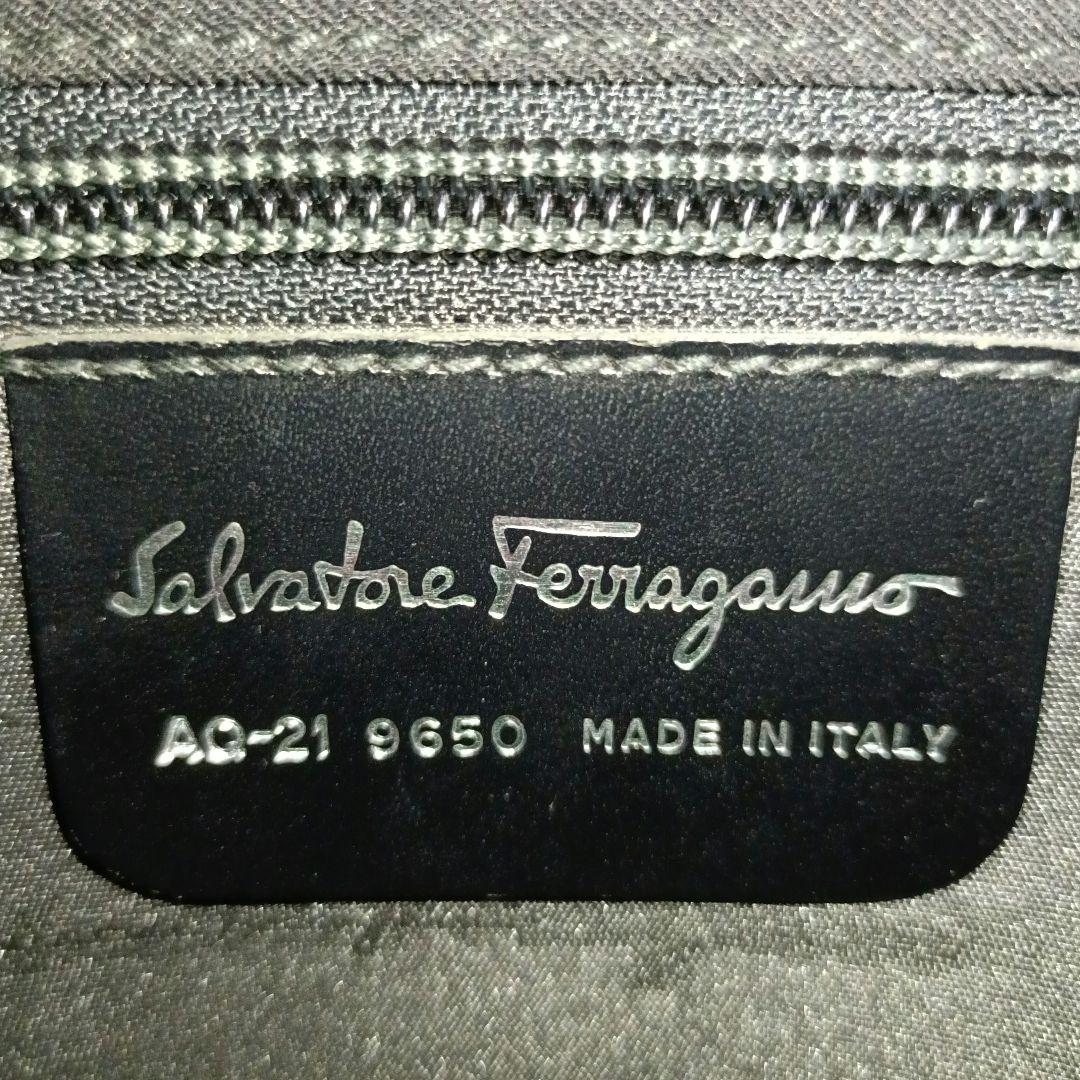 Salvatore Ferragamo
AQ-21 9650 MADE IN ITALY